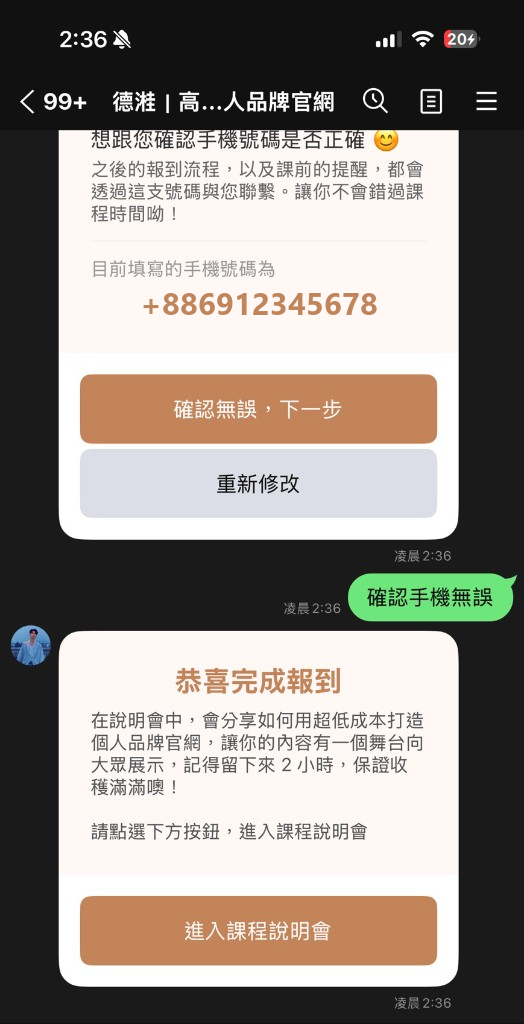 2:36
20
99+ 德淮 | 高...人品牌官網
想跟您確認手機號碼是否正確 😊
之後的報到流程，以及課前的提醒，都會
透過這支號碼與您聯繫。讓你不會錯過課
程時間呦！
目前填寫的手機號碼為
+886912345678
確認無誤，下一步
重新修改
凌晨2:36
確認手機無誤
凌晨2:36
恭喜完成報到
在說明會中，會分享如何用超低成本打造
個人品牌官網，讓你的內容有一個舞台向
大眾展示，記得留下來 2 小時，保證收
穫滿滿噢！
請點選下方按鈕，進入課程說明會
進入課程說明會
凌晨2:36